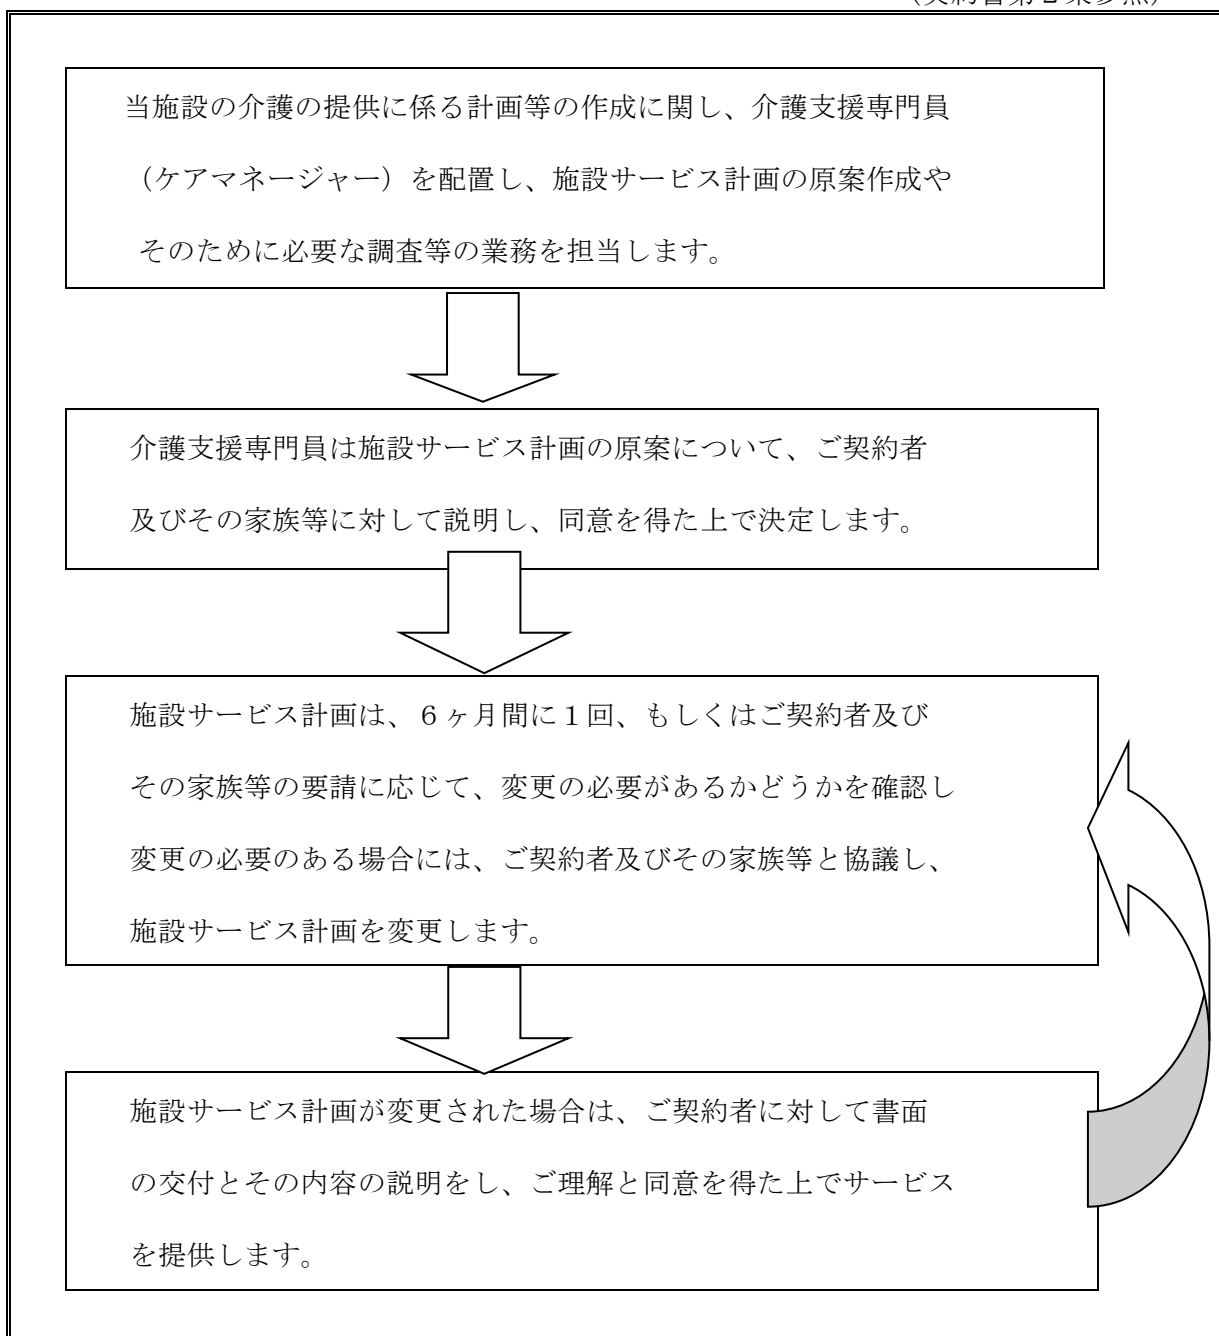 当施設の介護の提供に係る計画等の作成に関し、介護支援専門員
（ケアマネージャー）を配置し、施設サービス計画の原案作成や
そのために必要な調査等の業務を担当します。
介護支援専門員は施設サービス計画の原案について、ご契約者
及びその家族等に対して説明し、同意を得た上で決定します。
施設サービス計画は、６ヶ月間に１回、もしくはご契約者及び
その家族等の要請に応じて、変更の必要があるかどうかを確認し
変更の必要のある場合には、ご契約者及びその家族等と協議し、
施設サービス計画を変更します。
施設サービス計画が変更された場合は、ご契約者に対して書面
の交付とその内容の説明をし、ご理解と同意を得た上でサービス
を提供します。